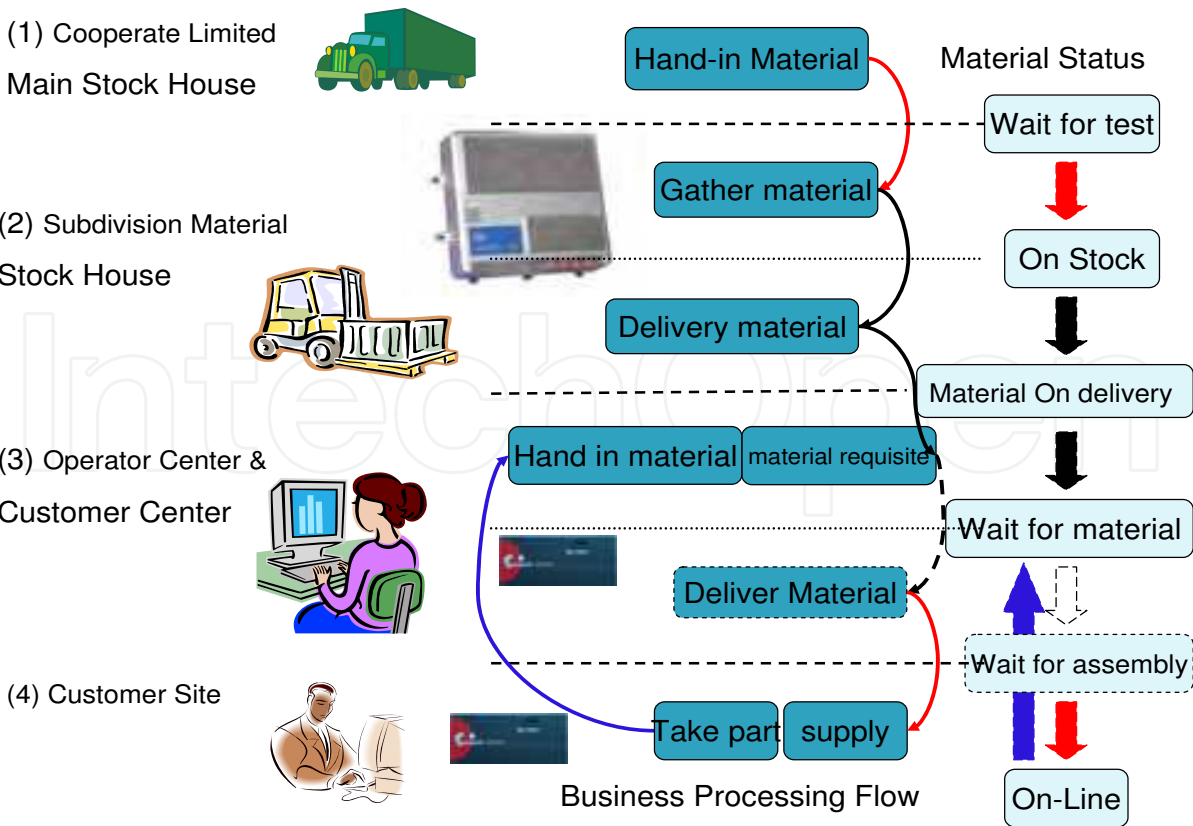 (1) Cooperate Limited
Main Stock House
Hand-in Material
Material Status
Wait for test
Gather material
(2) Subdivision Material
Stock House
On Stock
Delivery material
Material On delivery
IntechOpen
(3) Operator Center &
Customer Center
Hand in material
material requisite
Wait for material
Deliver Material
Wait for assembly
(4) Customer Site
Take part
supply
Business Processing Flow
On-Line